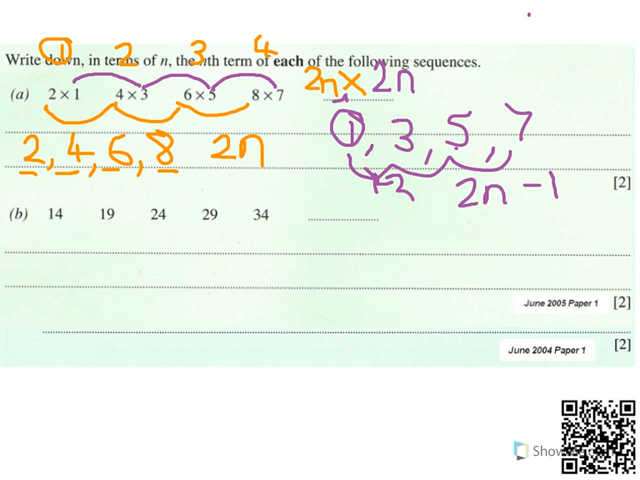 1 2 3 4
Write down, in terms of n, the nth term of each of the following sequences.
(a) 2 × 1 4 × 3 6 × 5 8 × 7 2n × 2n
1, 3, 5, 7
2, 4, 6, 8 2n
+2 2n - 1 [2]
(b) 14 19 24 29 34
June 2005 Paper 1 [2]
June 2004 Paper 1 [2]